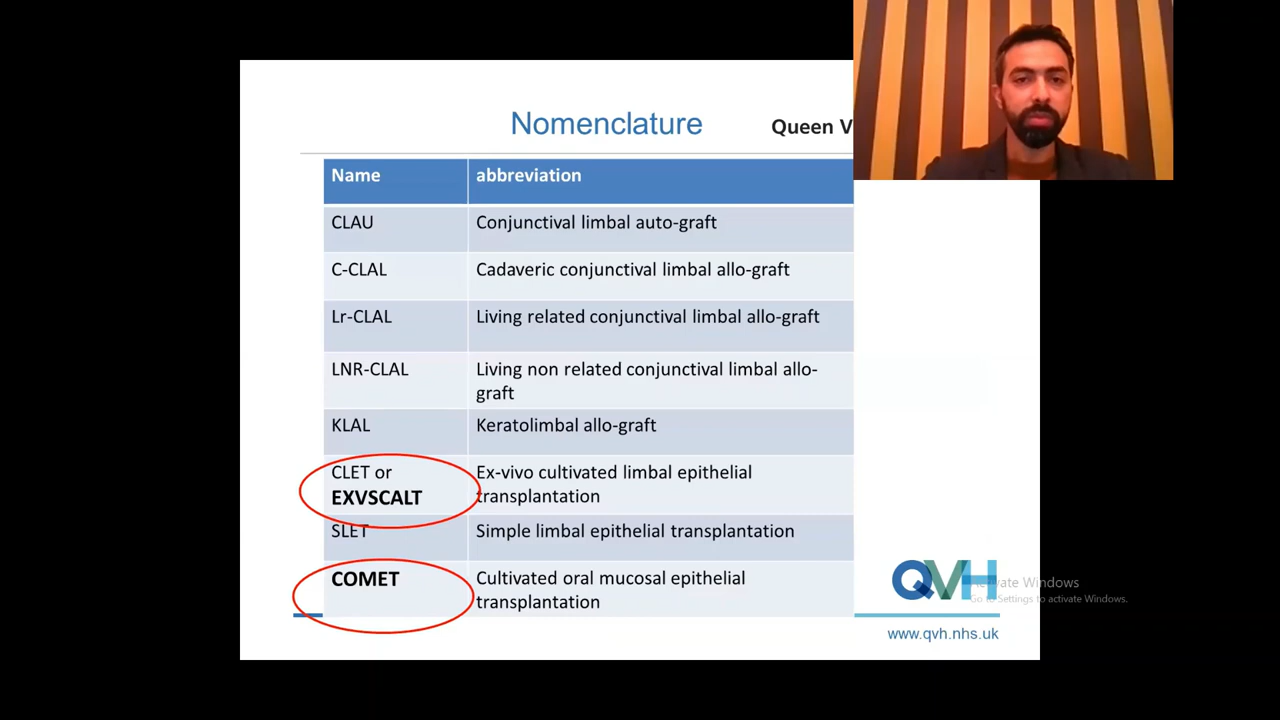 Nomenclature Queen V
Name abbreviation
CLAU Conjunctival limbal auto-graft
C-CLAL Cadaveric conjunctival limbal allo-graft
Lr-CLAL Living related conjunctival limbal allo-graft
LNR-CLAL Living non related conjunctival limbal allo-
graft
KLAL Keratolimbal allo-graft
CLET or Ex-vivo cultivated limbal epithelial
EXVSCALT transplantation
SLET Simple limbal epithelial transplantation
COMET Cultivated oral mucosal epithelial
transplantation
QVH
Activate Windows
Go to Settings to activate Windows.
www.qvh.nhs.uk